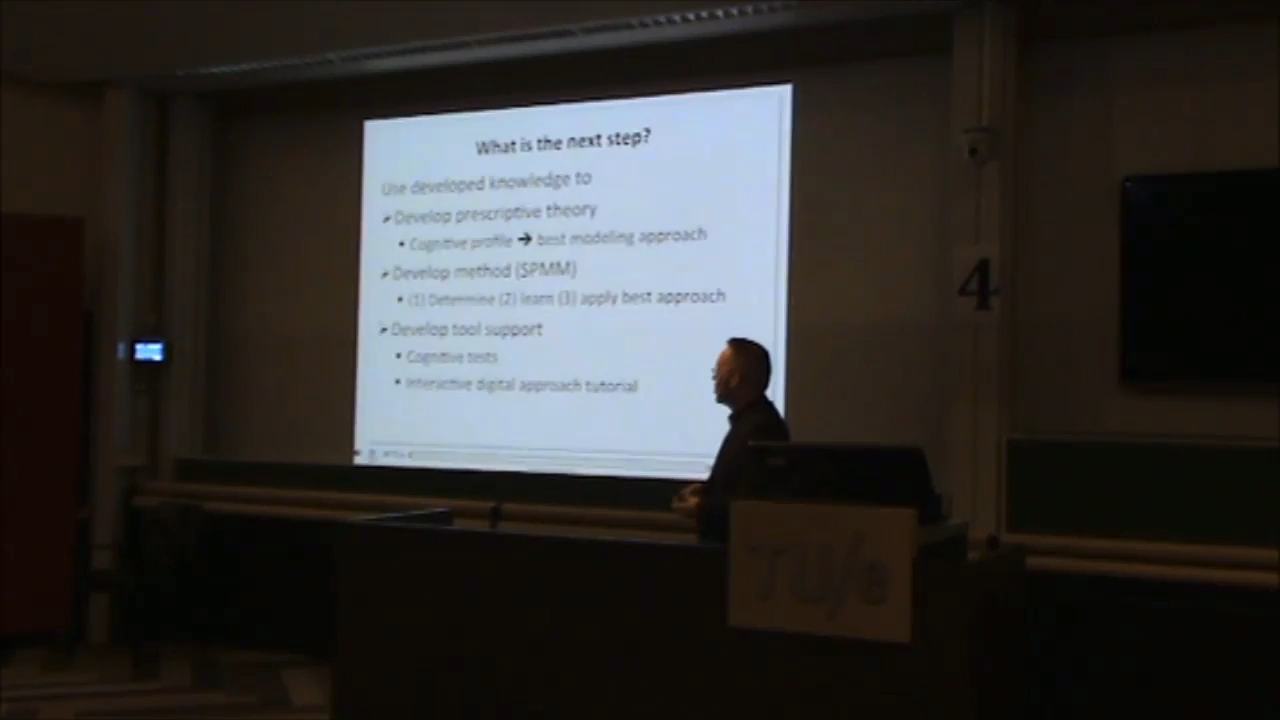 What is the next step?
Use developed knowledge to
➢ Develop prescriptive theory
▪ Cognitive profile ➔ best modeling approach
➢ Develop method (SPMM)
▪ (1) Determine (2) learn (3) apply best approach
➢ Develop tool support
▪ Cognitive tests
▪ Interactive digital approach tutorial
4
TU/e